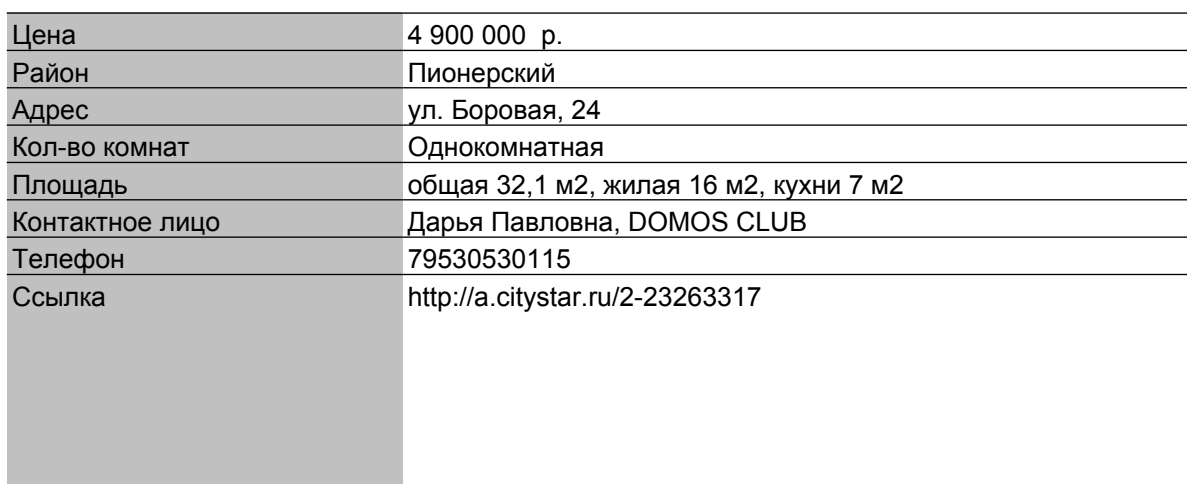 Цена 4 900 000 р.
Район Пионерский
Адрес ул. Боровая, 24
Кол-во комнат Однокомнатная
Площадь общая 32,1 м2, жилая 16 м2, кухни 7 м2
Контактное лицо Дарья Павловна, DOMOS CLUB
Телефон 79530530115
Ссылка http://a.citystar.ru/2-23263317